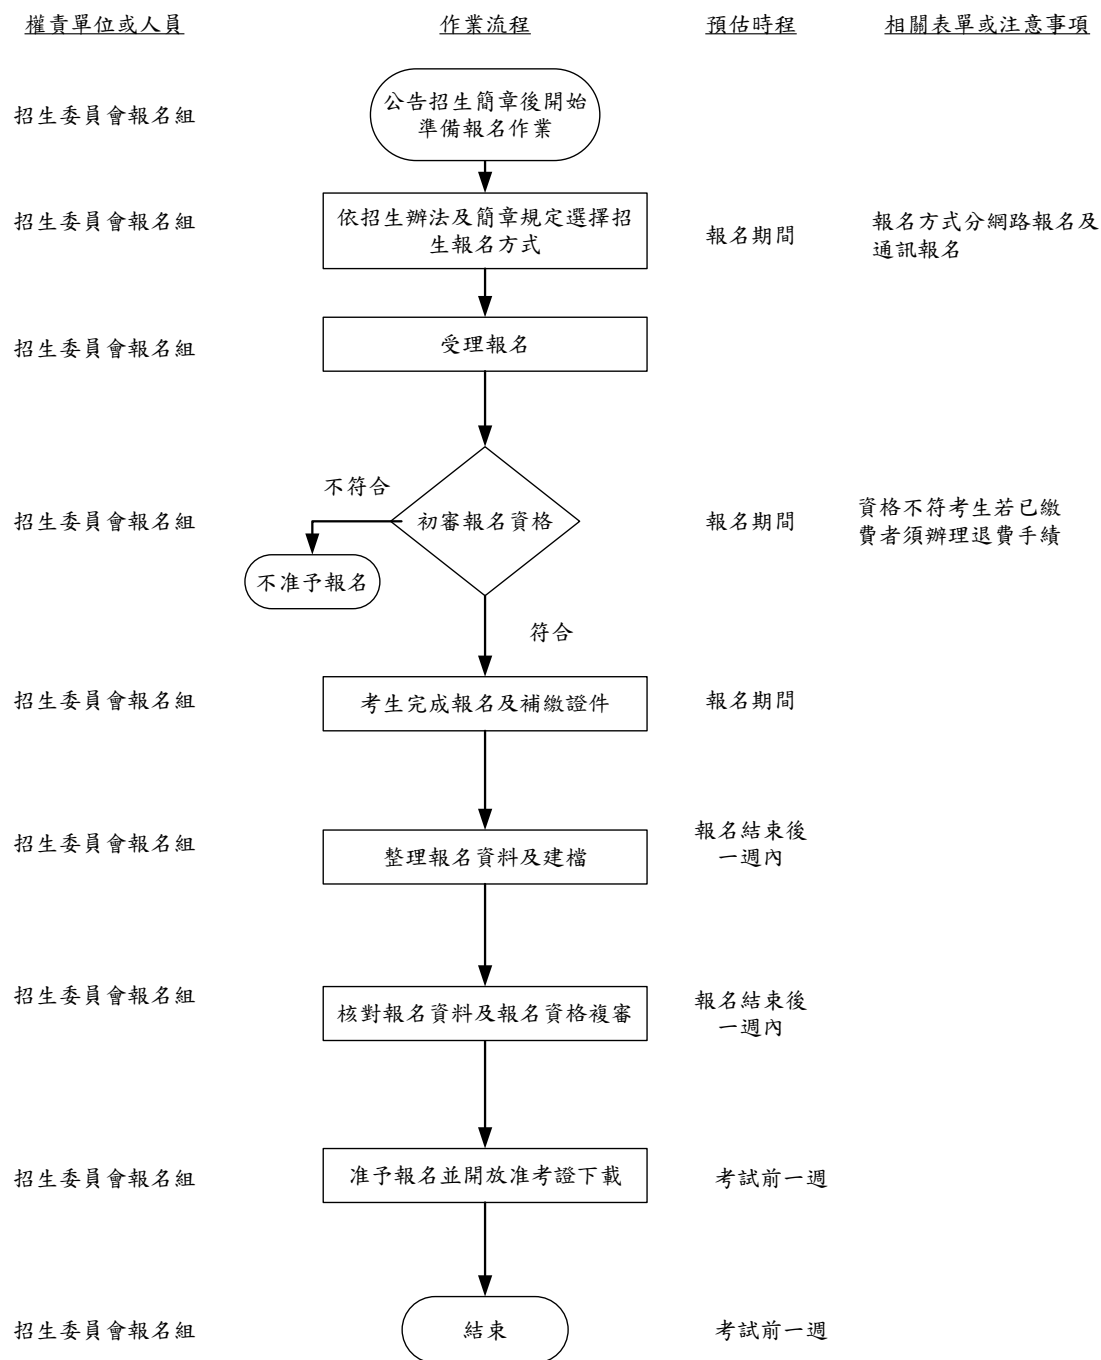 權責單位或人員
作業流程
預估時程
相關表單或注意事項
招生委員會報名組
公告招生簡章後開始
準備報名作業
招生委員會報名組
依招生辦法及簡章規定選擇招
生報名方式
報名期間
報名方式分網路報名及
通訊報名
招生委員會報名組
受理報名
不符合
招生委員會報名組
初審報名資格
報名期間
資格不符考生若已繳
費者須辦理退費手續
不准予報名
符合
招生委員會報名組
考生完成報名及補繳證件
報名期間
招生委員會報名組
整理報名資料及建檔
報名結束後
一週內
招生委員會報名組
核對報名資料及報名資格複審
報名結束後
一週內
招生委員會報名組
准予報名並開放准考證下載
考試前一週
招生委員會報名組
結束
考試前一週